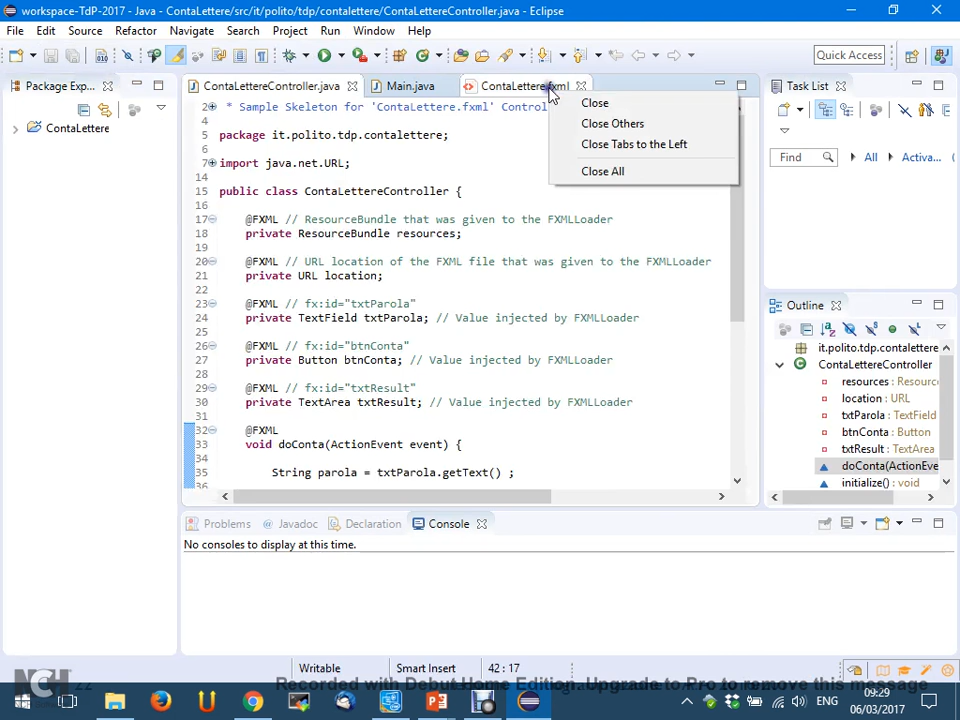 workspace-TdP-2017 - Java - ContaLettere/src/it/polito/tdp/contalettere/ContaLettereController.java - Eclipse
File Edit Source Refactor Navigate Search Project Run Window Help
Quick Access
Package Exp...
ContaLettereController.java Main.java ContaLettere.fxml
Task List
ContaLettere
Close
Close Others
Close Tabs to the Left
Close All
Find All Activa...
2 * Sample Skeleton for 'ContaLettere.fxml' Control
4
5 package it.polito.tdp.contalettere;
6
7 import java.net.URL;
14
15 public class ContaLettereController {
16
17 @FXML // ResourceBundle that was given to the FXMLLoader
18 private ResourceBundle resources;
19
20 @FXML // URL location of the FXML file that was given to the FXMLLoader
21 private URL location;
22
23 @FXML // fx:id="txtParola"
24 private TextField txtParola; // Value injected by FXMLLoader
25
26 @FXML // fx:id="btnConta"
27 private Button btnConta; // Value injected by FXMLLoader
28
29 @FXML // fx:id="txtResult"
30 private TextArea txtResult; // Value injected by FXMLLoader
31
32 @FXML
33 void doConta(ActionEvent event) {
34
35 String parola = txtParola.getText() ;
36
Outline
it.polito.tdp.contalettere
ContaLettereController
resources : Resourc
location : URL
txtParola : TextField
btnConta : Button
txtResult : TextArea
doConta(ActionEve
initialize() : void
Problems Javadoc Declaration Console
No consoles to display at this time.
Writable Smart Insert 42 : 17
NCH
Recorded with Debut Home Edition. Upgrade to Pro to remove this message
09:29
06/03/2017